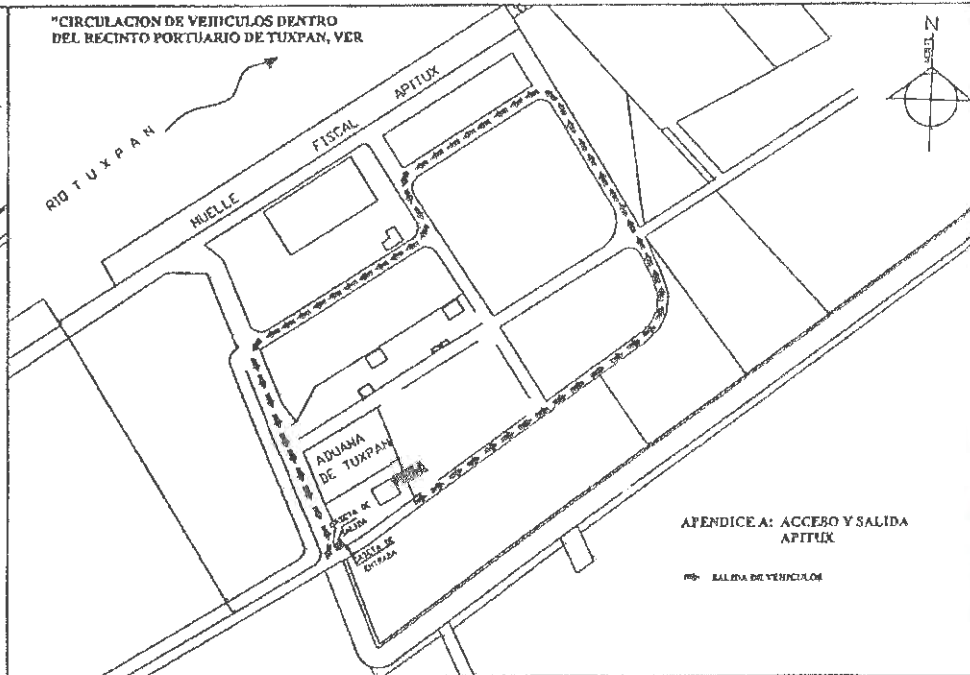 "CIRCULACION DE VEHICULOS DENTRO
DEL RECINTO PORTUARIO DE TUXPAN, VER
RIO TUXPAN
MUELLE FISCAL APITUX
N
ADUANA
DE TUXPAN
CASETA DE
SALIDA
CASETA DE
ENTRADA
APENDICE A: ACCESO Y SALIDA
APITUX
SALIDA DE VEHICULOS